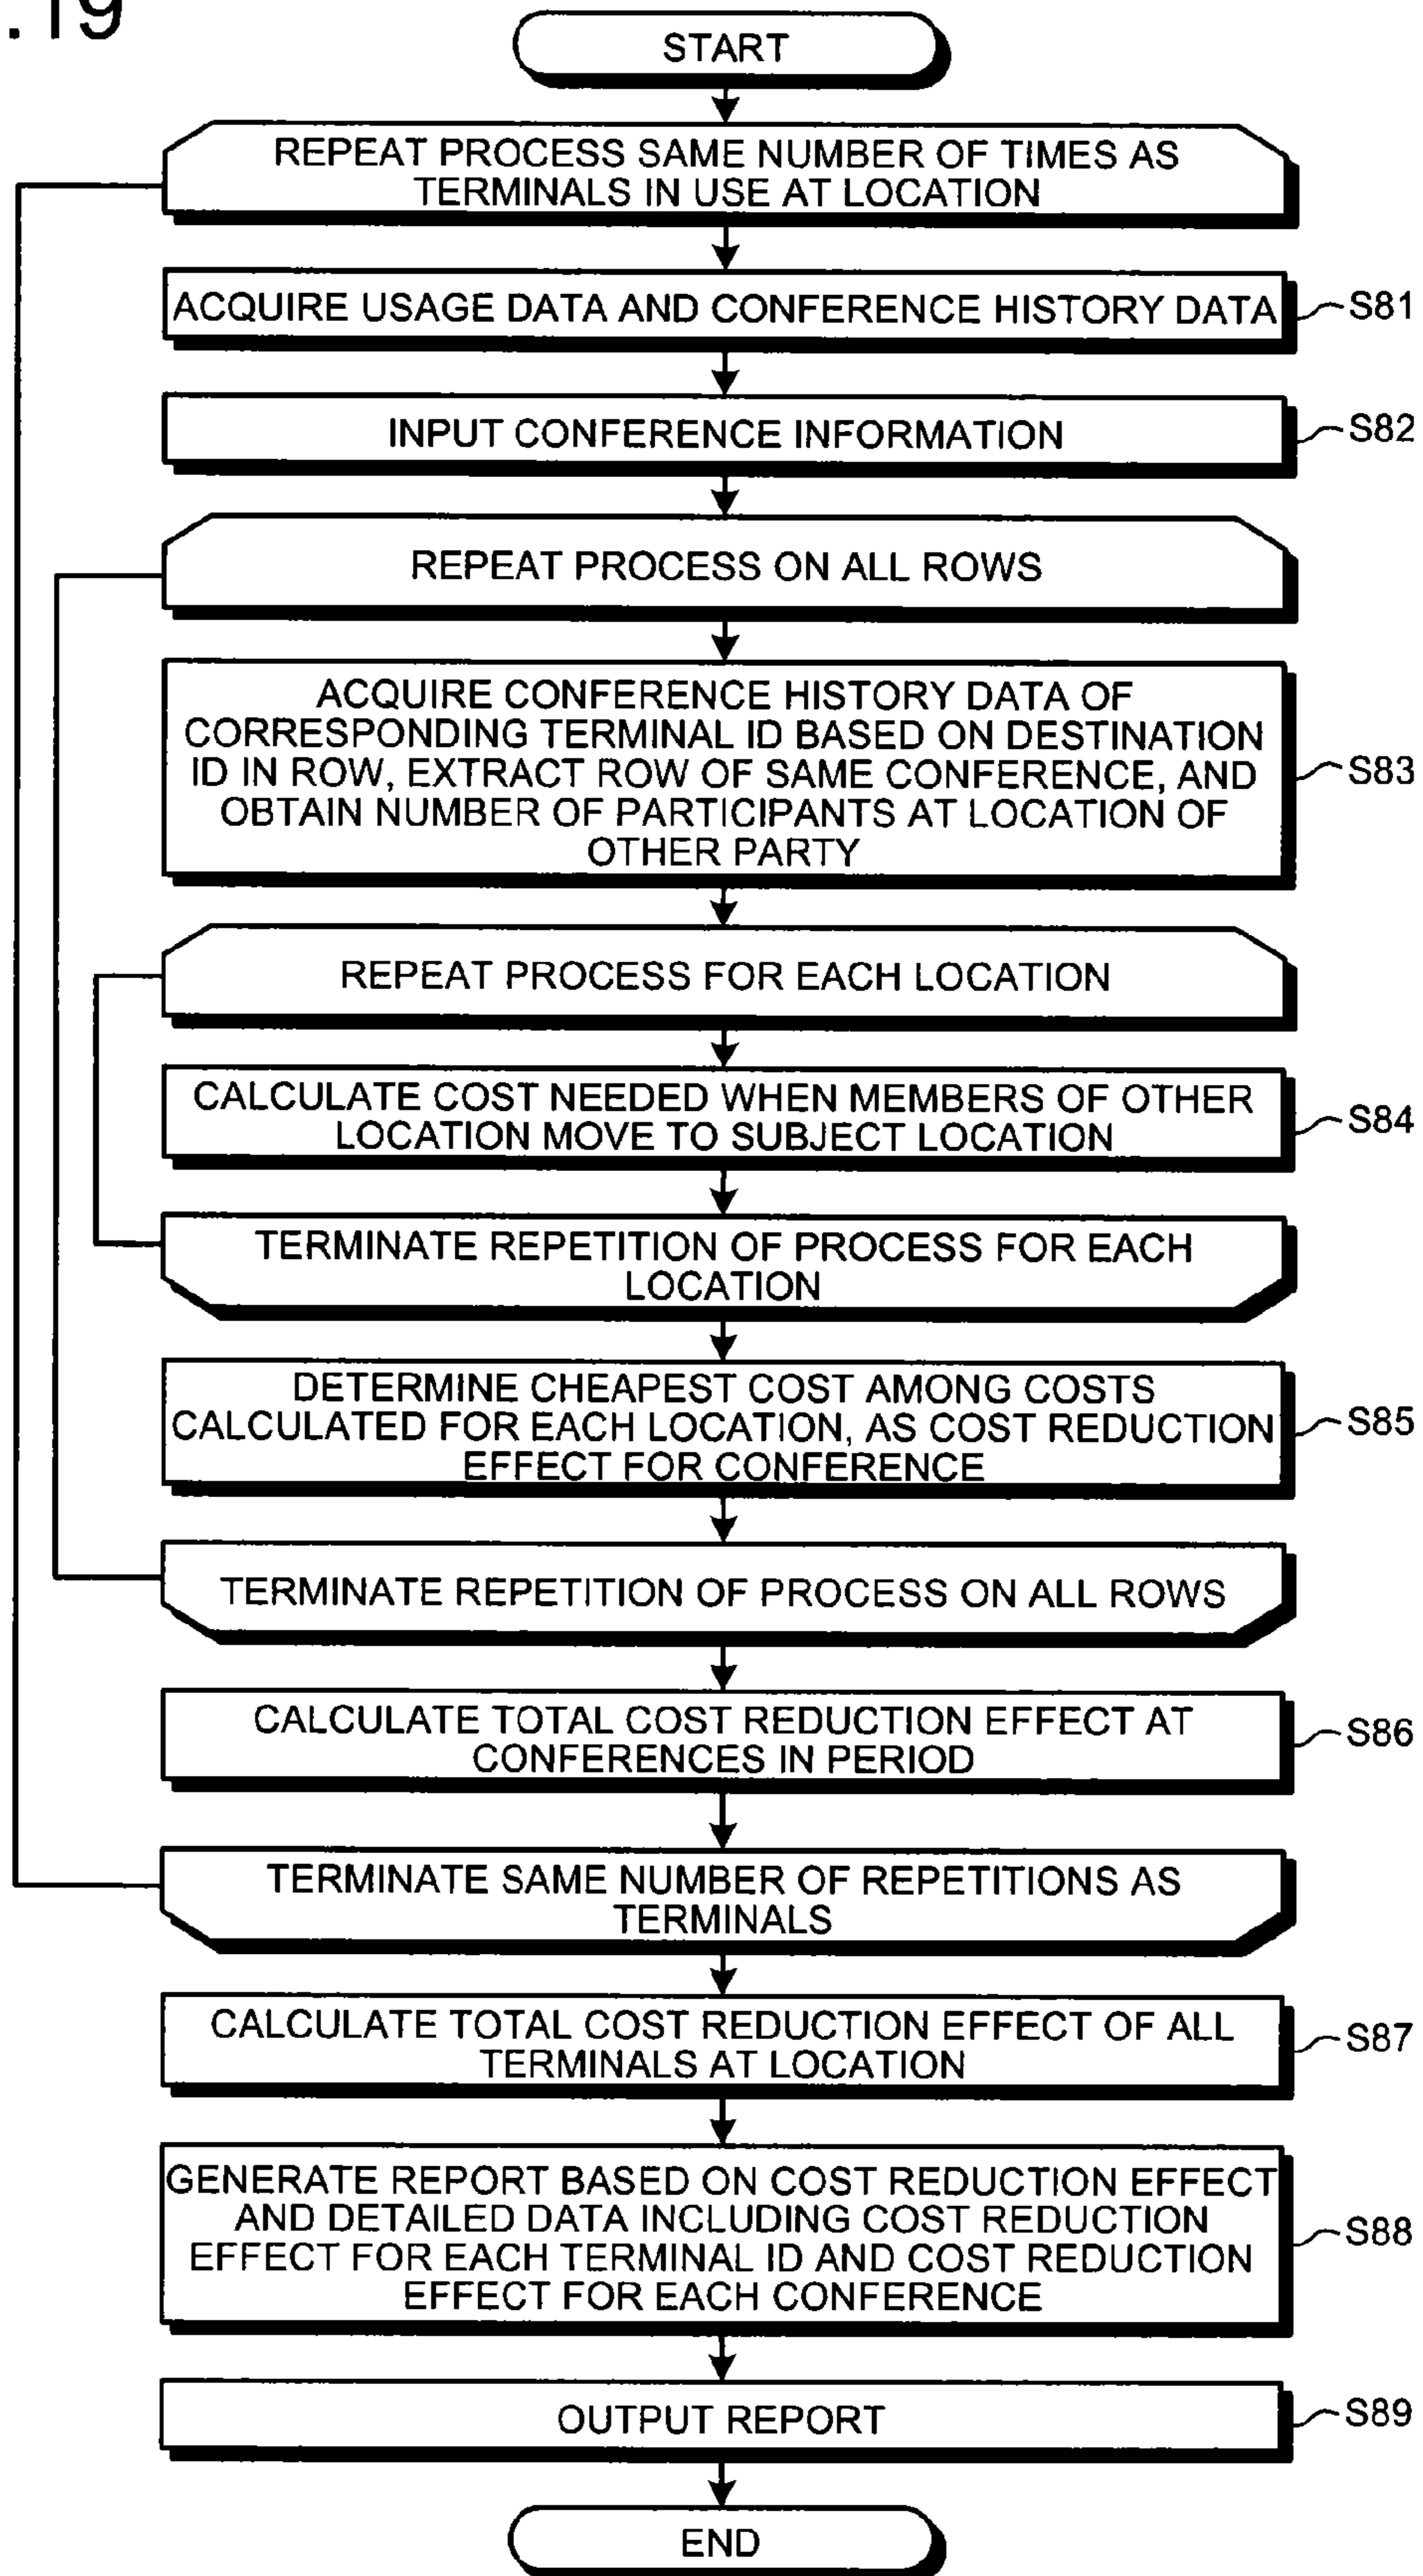 .19
START
REPEAT PROCESS SAME NUMBER OF TIMES AS
TERMINALS IN USE AT LOCATION
ACQUIRE USAGE DATA AND CONFERENCE HISTORY DATA
S81
INPUT CONFERENCE INFORMATION
S82
REPEAT PROCESS ON ALL ROWS
ACQUIRE CONFERENCE HISTORY DATA OF
CORRESPONDING TERMINAL ID BASED ON DESTINATION
ID IN ROW, EXTRACT ROW OF SAME CONFERENCE, AND
OBTAIN NUMBER OF PARTICIPANTS AT LOCATION OF
OTHER PARTY
S83
REPEAT PROCESS FOR EACH LOCATION
CALCULATE COST NEEDED WHEN MEMBERS OF OTHER
LOCATION MOVE TO SUBJECT LOCATION
S84
TERMINATE REPETITION OF PROCESS FOR EACH
LOCATION
DETERMINE CHEAPEST COST AMONG COSTS
CALCULATED FOR EACH LOCATION, AS COST REDUCTION
EFFECT FOR CONFERENCE
S85
TERMINATE REPETITION OF PROCESS ON ALL ROWS
CALCULATE TOTAL COST REDUCTION EFFECT AT
CONFERENCES IN PERIOD
S86
TERMINATE SAME NUMBER OF REPETITIONS AS
TERMINALS
CALCULATE TOTAL COST REDUCTION EFFECT OF ALL
TERMINALS AT LOCATION
S87
GENERATE REPORT BASED ON COST REDUCTION EFFECT
AND DETAILED DATA INCLUDING COST REDUCTION
EFFECT FOR EACH TERMINAL ID AND COST REDUCTION
EFFECT FOR EACH CONFERENCE
S88
OUTPUT REPORT
S89
END